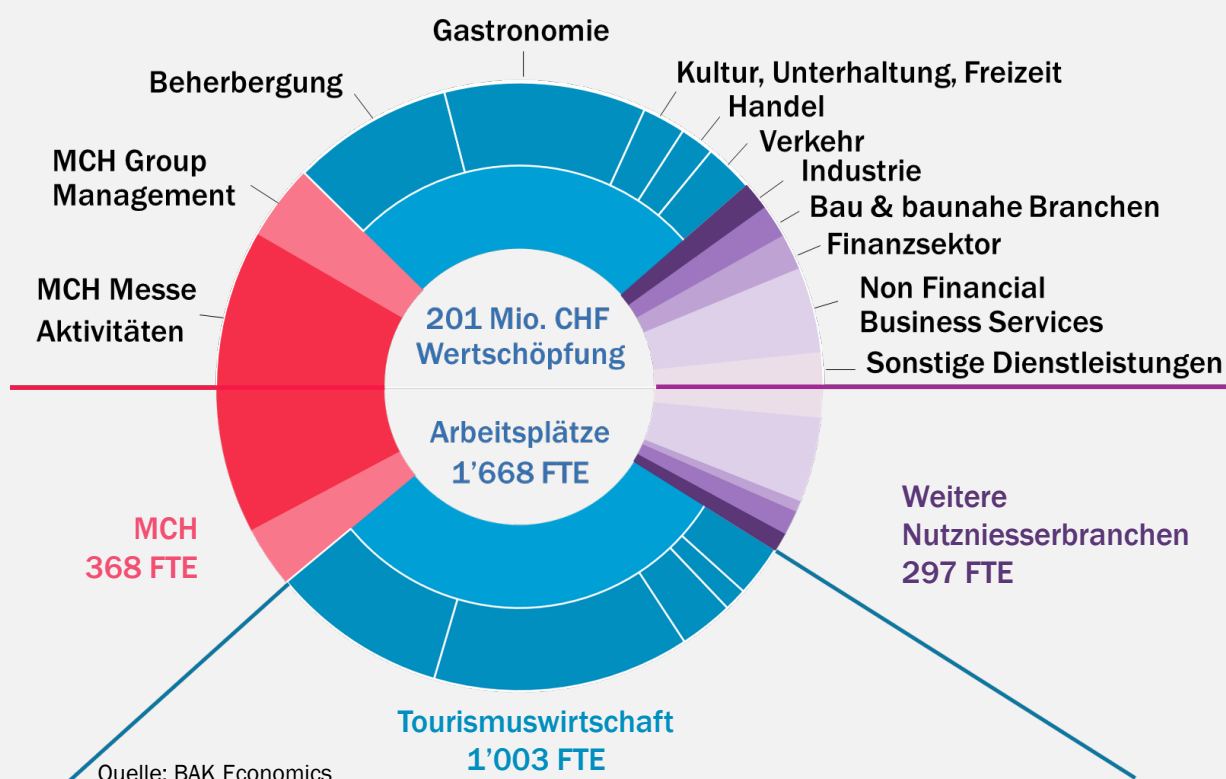 Gastronomie
Beherbergung
Kultur, Unterhaltung, Freizeit
Handel
Verkehr
MCH Group
Management
Industrie
Bau & baunahe Branchen
Finanzsektor
MCH Messe
Aktivitäten
Non Financial
Business Services
Sonstige Dienstleistungen
201 Mio. CHF
Wertschöpfung
Arbeitsplätze
1’668 FTE
MCH
368 FTE
Weitere
Nutzniesserbranchen
297 FTE
Tourismuswirtschaft
1’003 FTE
Quelle: BAK Economics